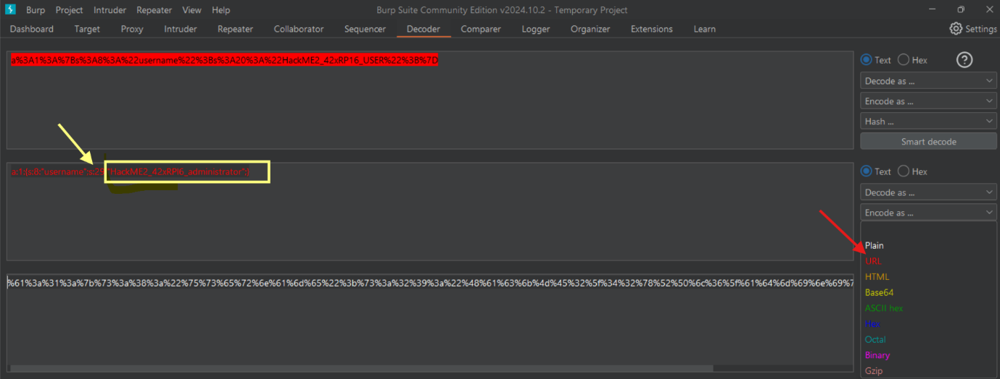 Burp Project Intruder Repeater View Help Burp Suite Community Edition v2024.10.2 - Temporary Project
Dashboard Target Proxy Intruder Repeater Collaborator Sequencer Decoder Comparer Logger Organizer Extensions Learn Settings
a%3A1%3A%7Bs%3A8%3A%22username%22%3Bs%3A20%3A%22HackME2_42xRP16_USER%22%3B%7D
Text Hex
Decode as ...
Encode as ...
Hash ...
Smart decode
a:1:{s:8:"username";s:29 "HackME2_42xRPl6_administrator";}
Text Hex
Decode as ...
Encode as ...
Plain
URL
HTML
Base64
ASCII hex
Hex
Octal
Binary
Gzip
%61%3a%31%3a%7b%73%3a%38%3a%22%75%73%65%72%6e%61%6d%65%22%3b%73%3a%32%39%3a%22%48%61%63%6b%4d%45%32%5f%34%32%78%52%50%6c%36%5f%61%64%6d%69%6e%69%7